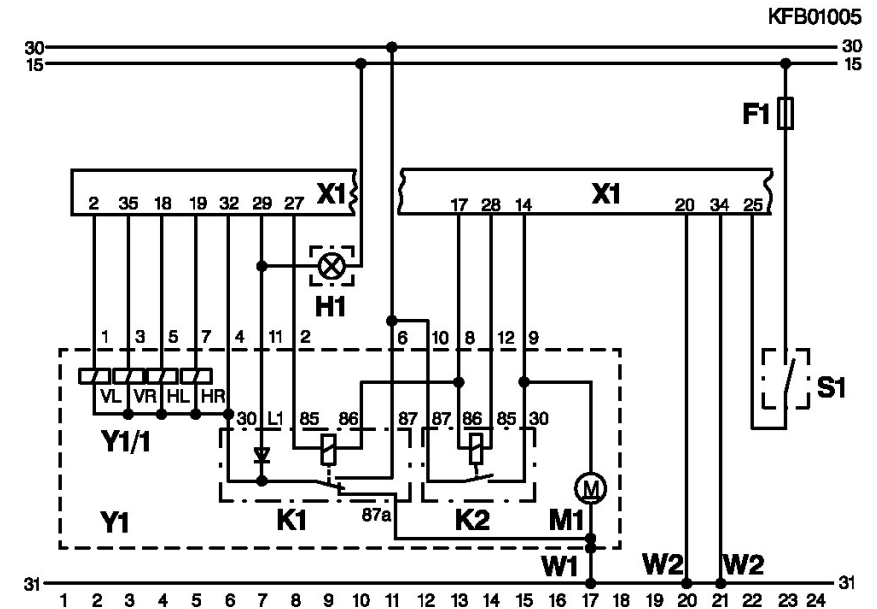 KFB01005
30 30
15 15
F1
X1 X1
2 35 18 19 32 29 27 17 28 14 20 34 25
H1
1 3 5 7 4 11 2 6 10 8 12 9
VL VR HL HR
S1
30 L1 85 86 87 87 86 85 30
Y1/1
M
87a
Y1 K1 K2 M1
W1 W2 W2
31 31
1 2 3 4 5 6 7 8 9 10 11 12 13 14 15 16 17 18 19 20 21 22 23 24